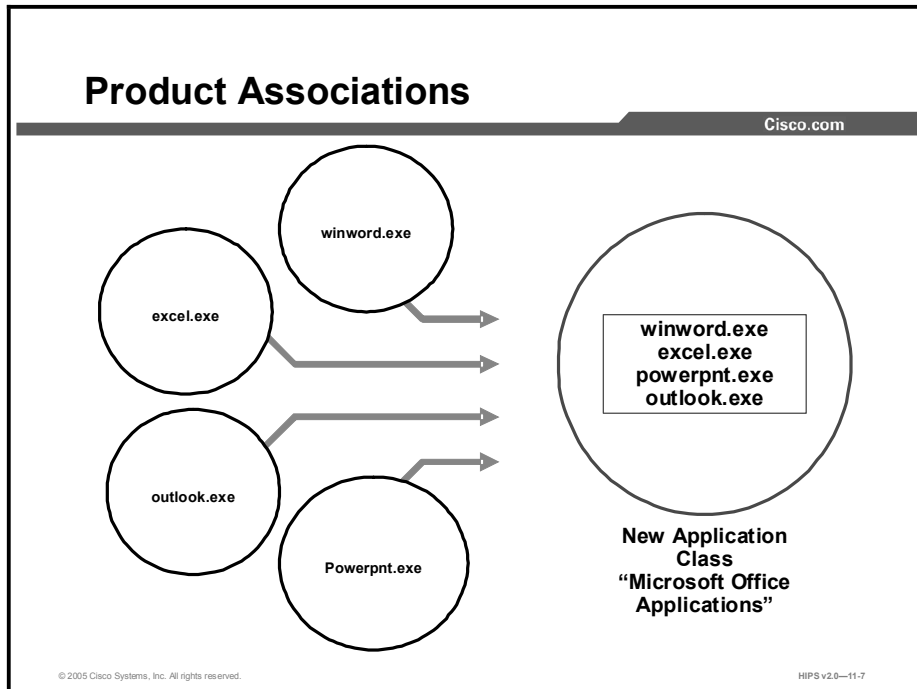 Product Associations
Cisco.com
winword.exe
excel.exe
outlook.exe
Powerpnt.exe
winword.exe
excel.exe
powerpnt.exe
outlook.exe
New Application
Class
“Microsoft Office
Applications”
© 2005 Cisco Systems, Inc. All rights reserved.
HIPS v2.0—11-7